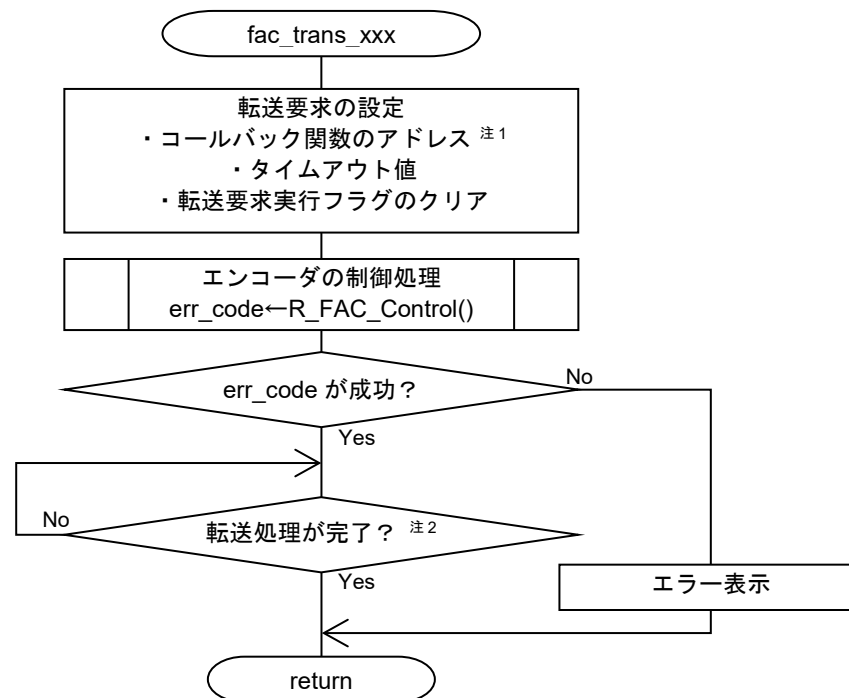 fac_trans_xxx
転送要求の設定
・コールバック関数のアドレス 注1
・タイムアウト値
・転送要求実行フラグのクリア
エンコーダの制御処理
err_code←R_FAC_Control()
err_code が成功？
No
Yes
No
転送処理が完了？ 注2
Yes
エラー表示
return